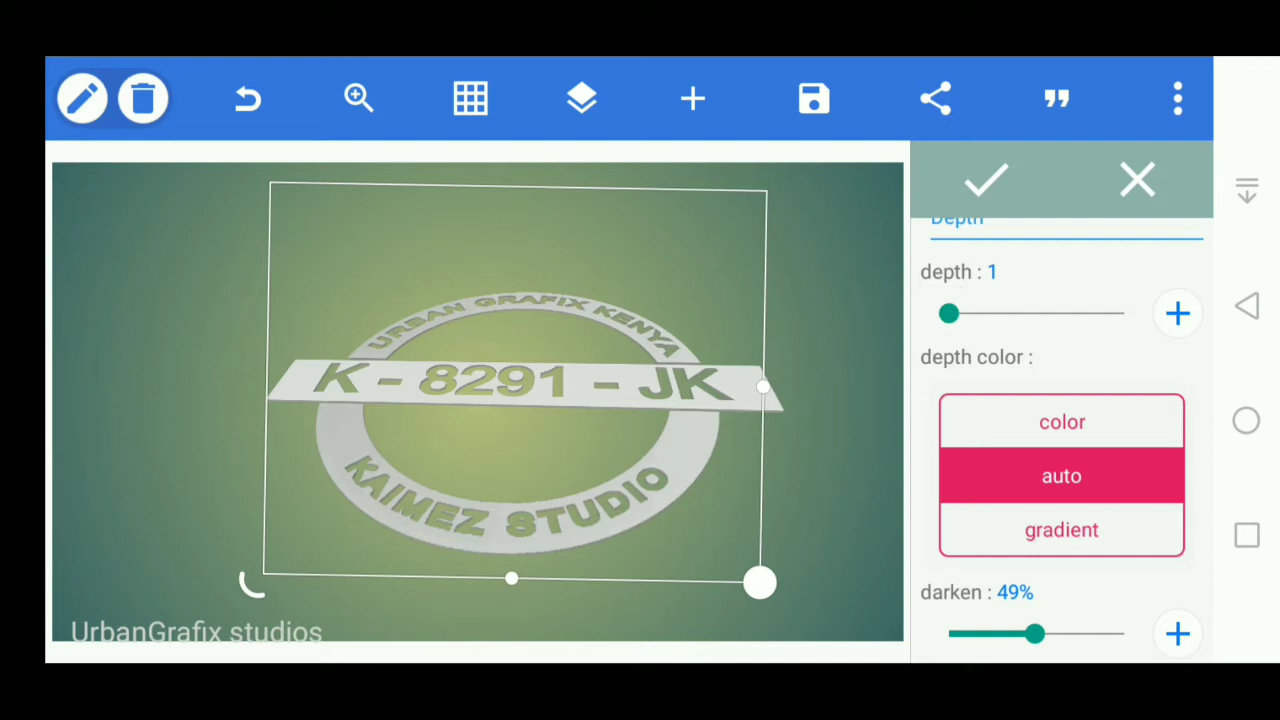 Depth
depth : 1
depth color :
color
auto
gradient
darken : 49%
URBAN GRAFIX KENYA
K - 8291 - JK
KAIMEZ STUDIO
UrbanGrafix studios